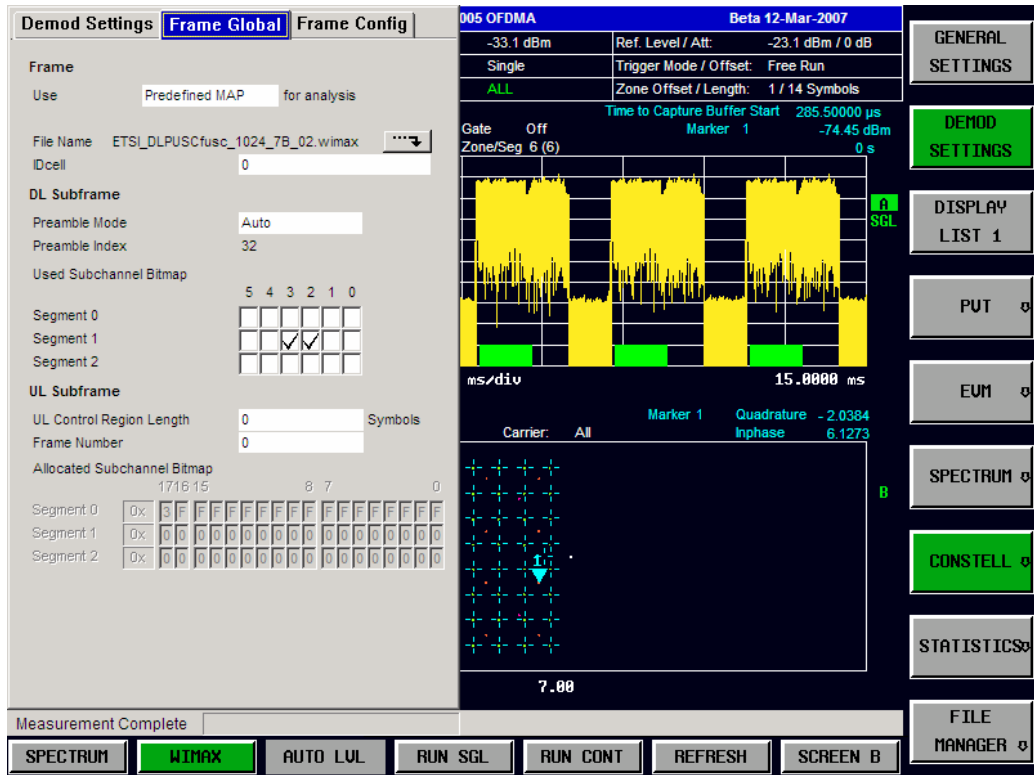 Demod Settings Frame Global Frame Config
005 OFDMA Beta 12-Mar-2007
-33.1 dBm Ref. Level / Att: -23.1 dBm / 0 dB
Single Trigger Mode / Offset: Free Run
ALL Zone Offset / Length: 1 / 14 Symbols
Frame
Use Predefined MAP for analysis
File Name ETSI_DLPUSCfusc_1024_7B_02.wimax
IDcell 0
DL Subframe
Preamble Mode Auto
Preamble Index 32
Used Subchannel Bitmap
5 4 3 2 1 0
Segment 0
Segment 1
Segment 2
UL Subframe
UL Control Region Length 0 Symbols
Frame Number 0
Allocated Subchannel Bitmap
17 16 15 8 7 0
Segment 0 0x 3 F F F F F F F F F F F F F F F F F
Segment 1 0x 0 0 0 0 0 0 0 0 0 0 0 0 0 0 0 0 0 0
Segment 2 0x 0 0 0 0 0 0 0 0 0 0 0 0 0 0 0 0 0 0
Time to Capture Buffer Start 285.50000 µs
Gate Off Marker 1 -74.45 dBm
Zone/Seg 6 (6) 0 s
A
SGL
ms/div 15.0000 ms
Marker 1 Quadrature - 2.0384
Carrier: All Inphase 6.1273
B
1
7.00
GENERAL
SETTINGS
DEMOD
SETTINGS
DISPLAY
LIST 1
PVT
EVM
SPECTRUM
CONSTELL
STATISTICS
FILE
MANAGER
Measurement Complete
SPECTRUM WIMAX AUTO LVL RUN SGL RUN CONT REFRESH SCREEN B